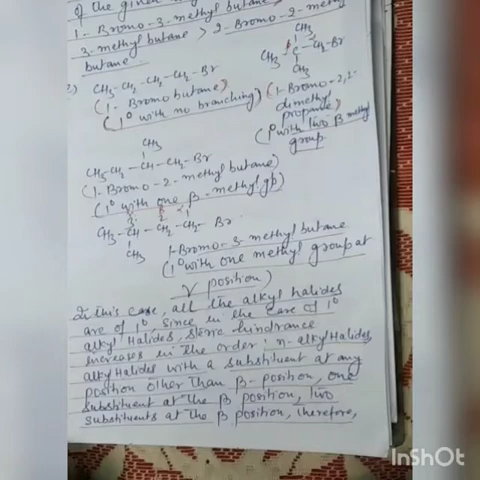 of the given
1- Bromo-3-methyl butane >
3-methyl butane > 2-Bromo-2-methyl
butane
CH3-CH2-CH2-CH2-Br
(1- Bromobutane)
(1° with no branching)
CH3
CH3-C-CH2-Br
CH3
(1-Bromo-2,2-
dimethyl
propane)
(1° with two β methyl
group
CH3
CH3CH2-CH-CH2-Br
(1-Bromo-2-methyl butane)
(1° with one β-methyl gp)
3 2 1
CH3-CH-CH2-CH2-Br
CH3
1-Bromo-3-methyl butane
(1° with one methyl group at
γ position)
In this case, all the alkyl halides
are of 1° since in the case of 1°
alkyl Halides, steric hindrance
increases in the order: n-alkyl Halides,
alkyl Halides with a substituent at any
position other than β-position, one
substituent at the β position, two
substituents at the β position, therefore,
InShOt